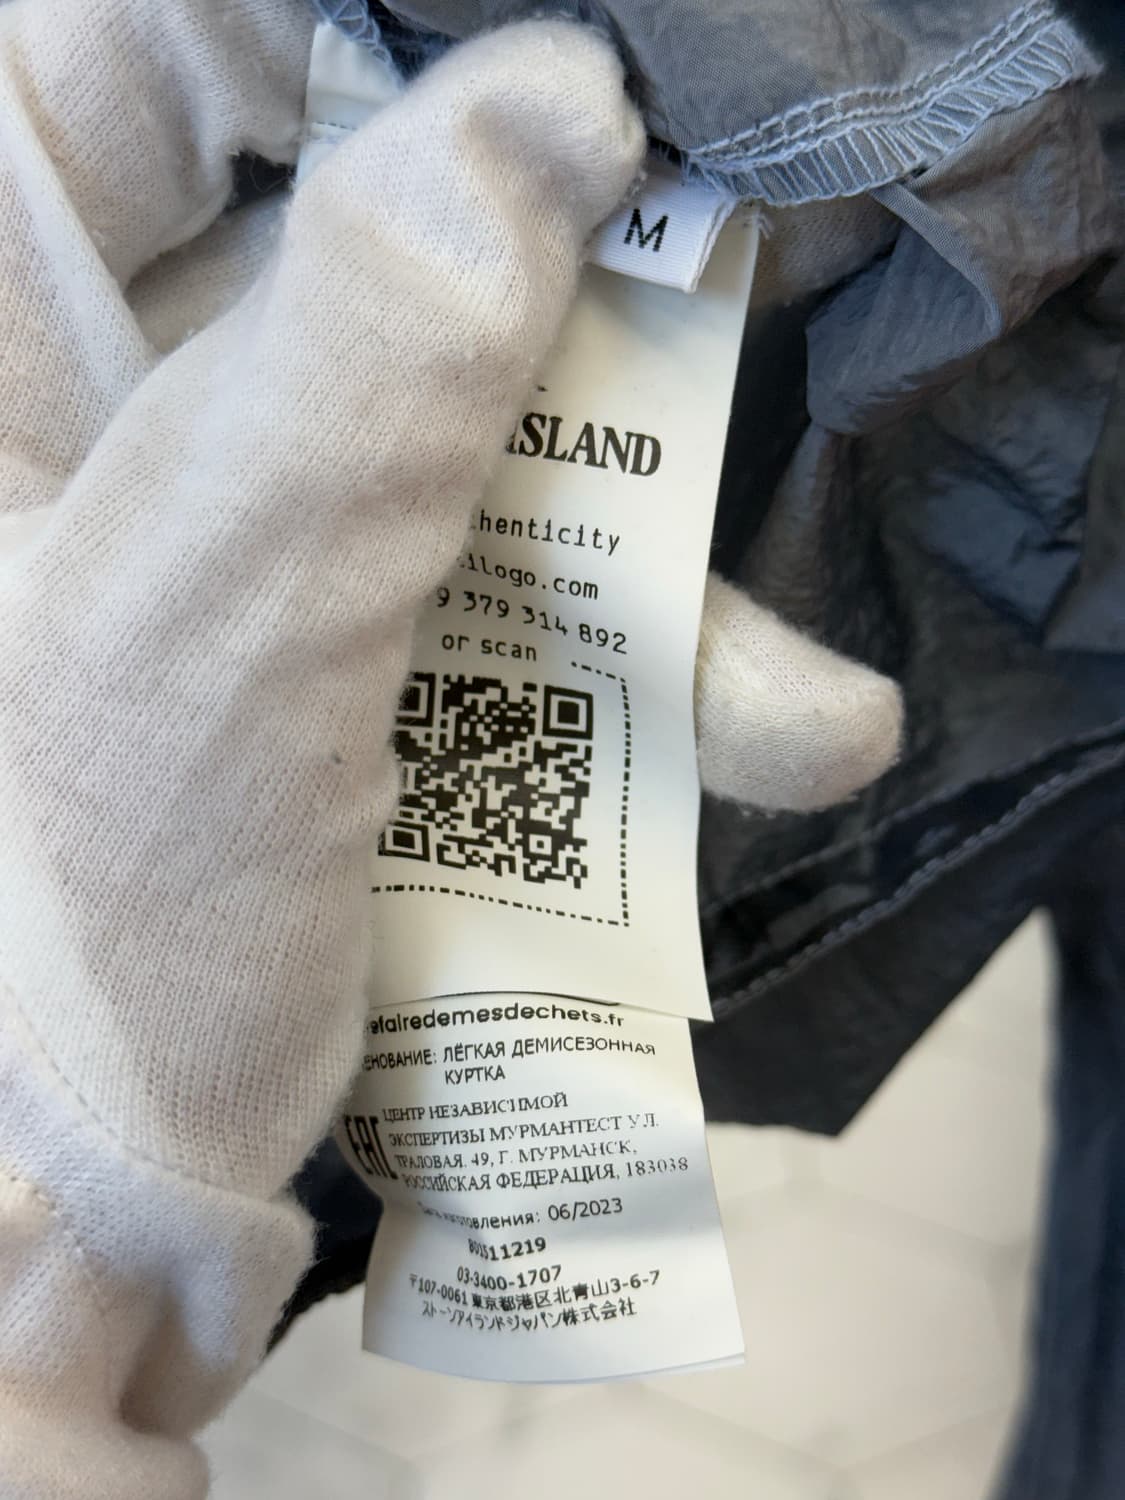 M
ISLAND
henticity
ilogo.com
9 379 314 892
or scan
efairedemesdechets.fr
ЕНОВАНИЕ: ЛЁГКАЯ ДЕМИСЕЗОННАЯ
КУРТКА
ЦЕНТР НЕЗАВИСИМОЙ
ЭКСПЕРТИЗЫ МУРМАНТЕСТ УЛ.
ТРАЛОВАЯ. 49, Г. МУРМАНСК,
РОССИЙСКАЯ ФЕДЕРАЦИЯ, 183038
EAC
изготовления: 06/2023
03-3400-1707
〒107-0061 東京都港区北青山3-6-7
ストーンアイランドジャパン株式会社